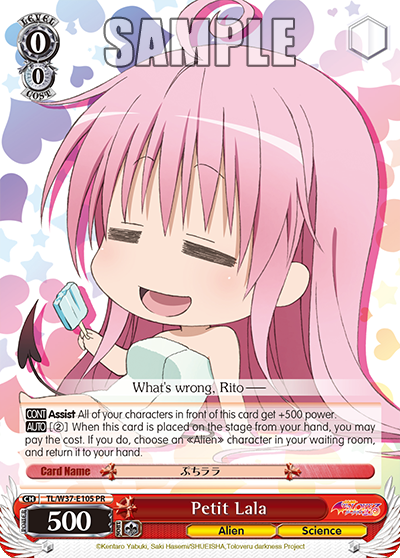 SAMPLE
LEVEL
0
0
COST
What's wrong, Rito ──
CONT Assist All of your characters in front of this card get +500 power.
AUTO [②] When this card is placed on the stage from your hand, you may
pay the cost. If you do, choose an «Alien» character in your waiting room,
and return it to your hand.
Card Name ぷちララ
CH TL/W37-E105 PR
Petit Lala
POWER 500 SOUL
Alien Science
©Kentaro Yabuki, Saki Hasemi/SHUEISHA,Toloveru darkness Project